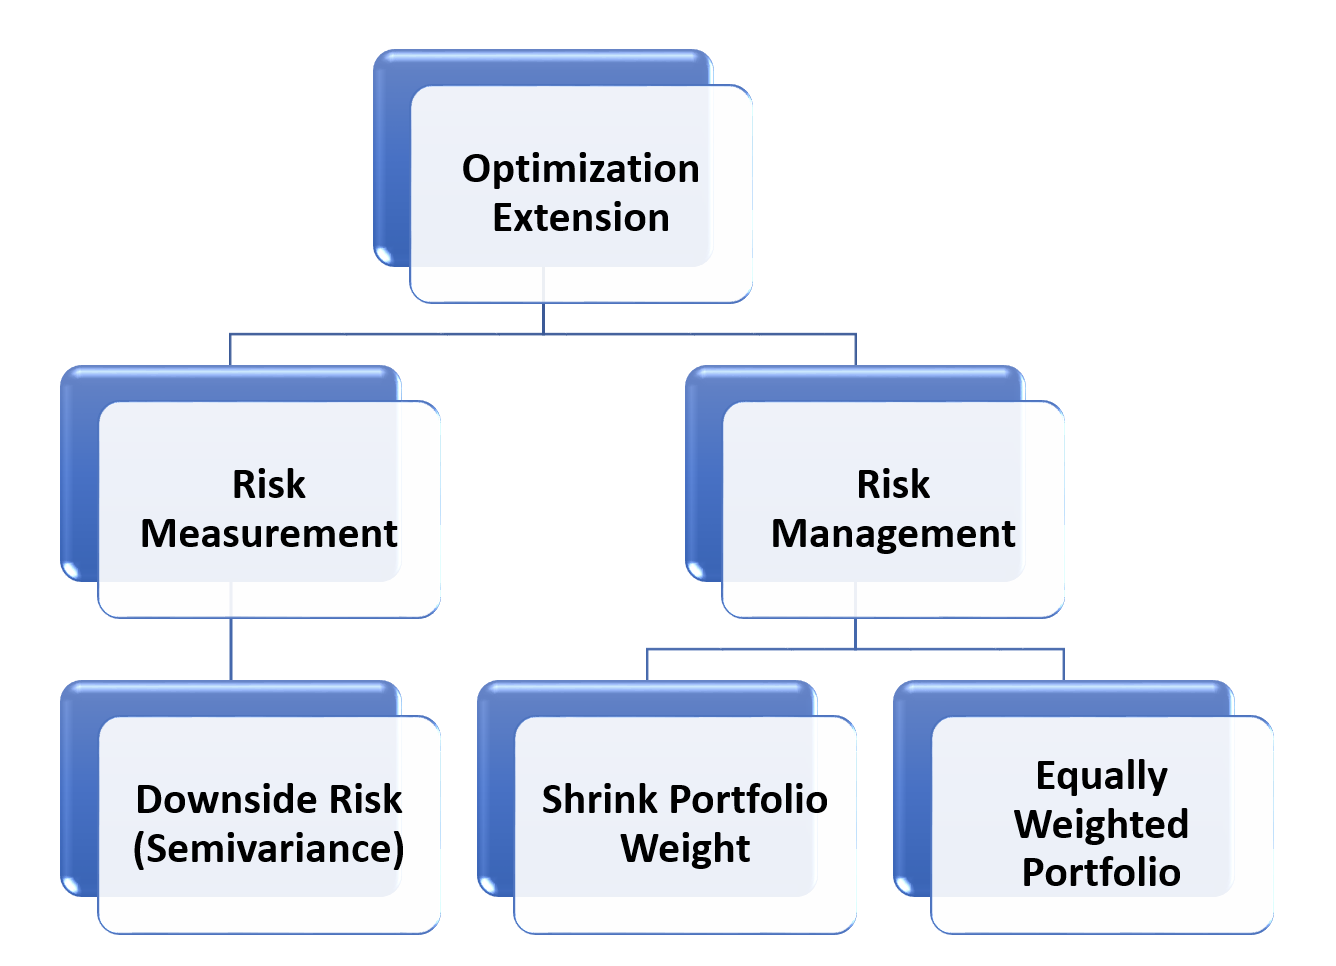 Optimization
Extension
Risk
Measurement
Risk
Management
Downside Risk
(Semivariance)
Shrink Portfolio
Weight
Equally
Weighted
Portfolio